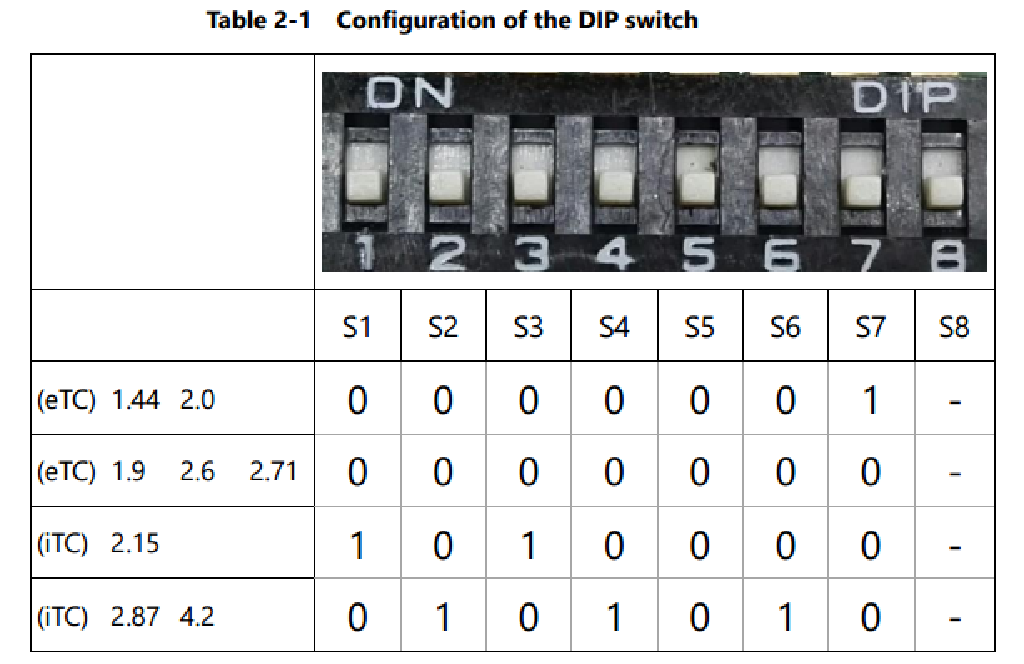 Table 2-1 Configuration of the DIP switch
ON DIP
1 2 3 4 5 6 7 8
S1 S2 S3 S4 S5 S6 S7 S8
(eTC) 1.44 2.0 0 0 0 0 0 0 1 -
(eTC) 1.9 2.6 2.71 0 0 0 0 0 0 0 -
(iTC) 2.15 1 0 1 0 0 0 0 -
(iTC) 2.87 4.2 0 1 0 1 0 1 0 -